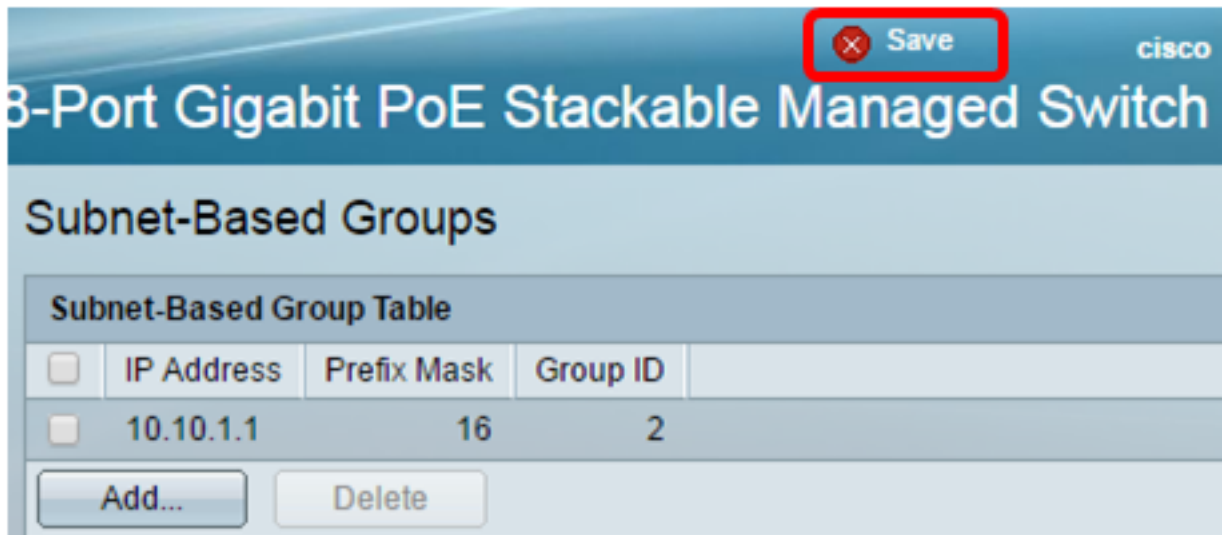 Save
cisco
8-Port Gigabit PoE Stackable Managed Switch
Subnet-Based Groups
Subnet-Based Group Table
IP Address Prefix Mask Group ID
10.10.1.1 16 2
Add... Delete